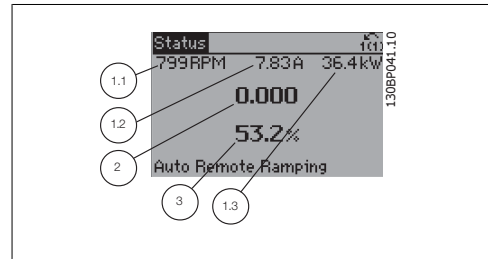 Status
1(1)
799RPM 7.83A 36.4kW
0.000
53.2%
Auto Remote Ramping
1.1
1.2
2
3
1.3
130BP041.10